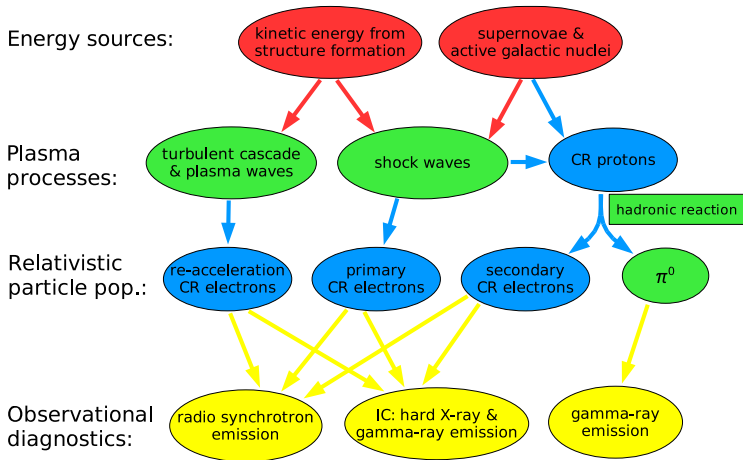 Energy sources:
kinetic energy from
structure formation
supernovae &
active galactic nuclei
Plasma
processes:
turbulent cascade
& plasma waves
shock waves
CR protons
hadronic reaction
Relativistic
particle pop.:
re-acceleration
CR electrons
primary
CR electrons
secondary
CR electrons
π⁰
Observational
diagnostics:
radio synchrotron
emission
IC: hard X-ray &
gamma-ray emission
gamma-ray
emission